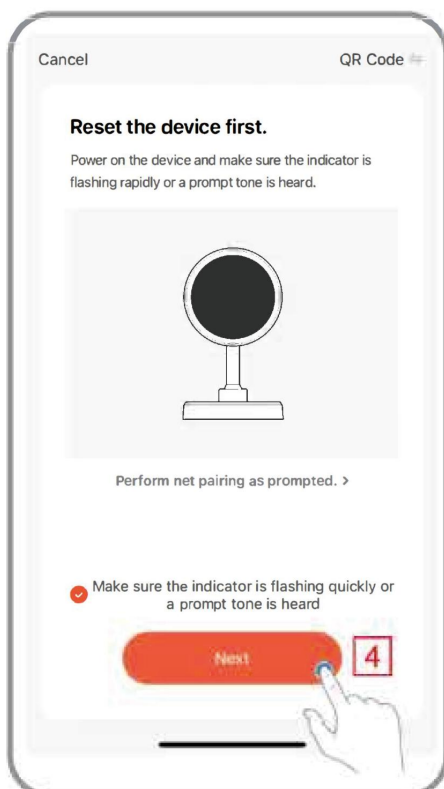 Cancel
QR Code
Reset the device first.
Power on the device and make sure the indicator is
flashing rapidly or a prompt tone is heard.
Perform net pairing as prompted. >
Make sure the indicator is flashing quickly or
a prompt tone is heard
Next
4